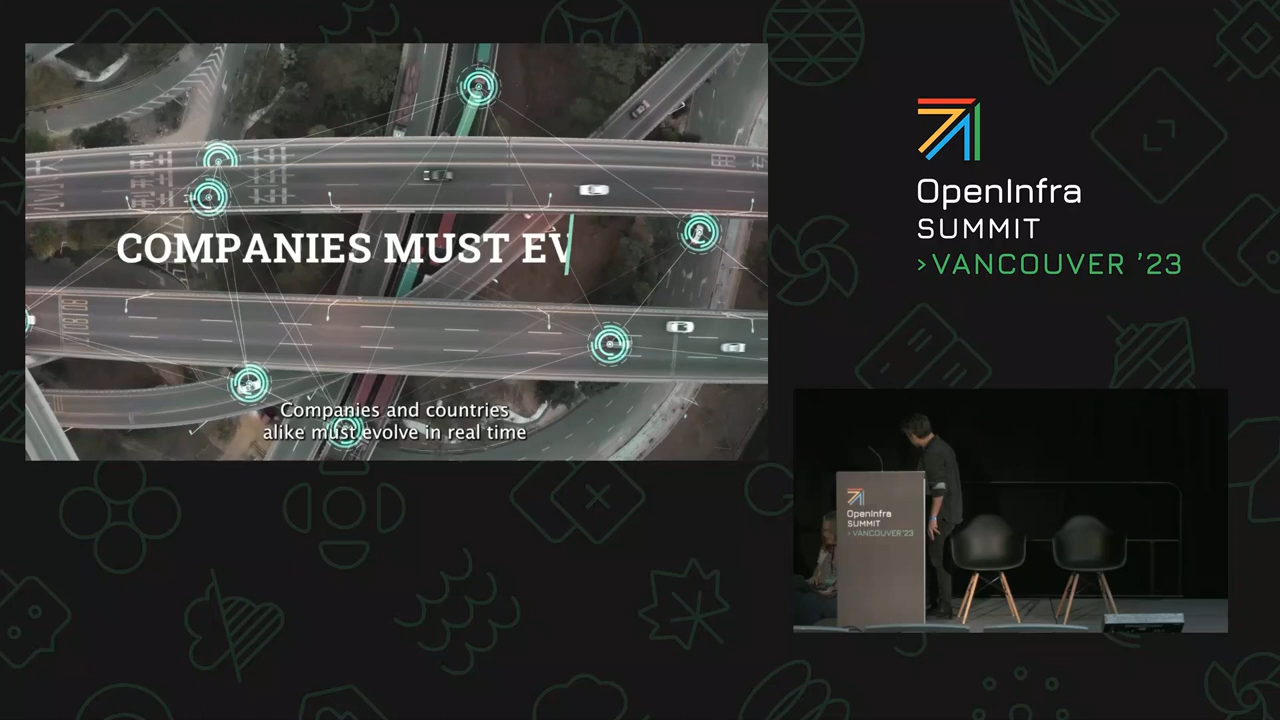 COMPANIES MUST EV
Companies and countries
alike must evolve in real time
OpenInfra
SUMMIT
>VANCOUVER '23
OpenInfra
SUMMIT
>VANCOUVER'23